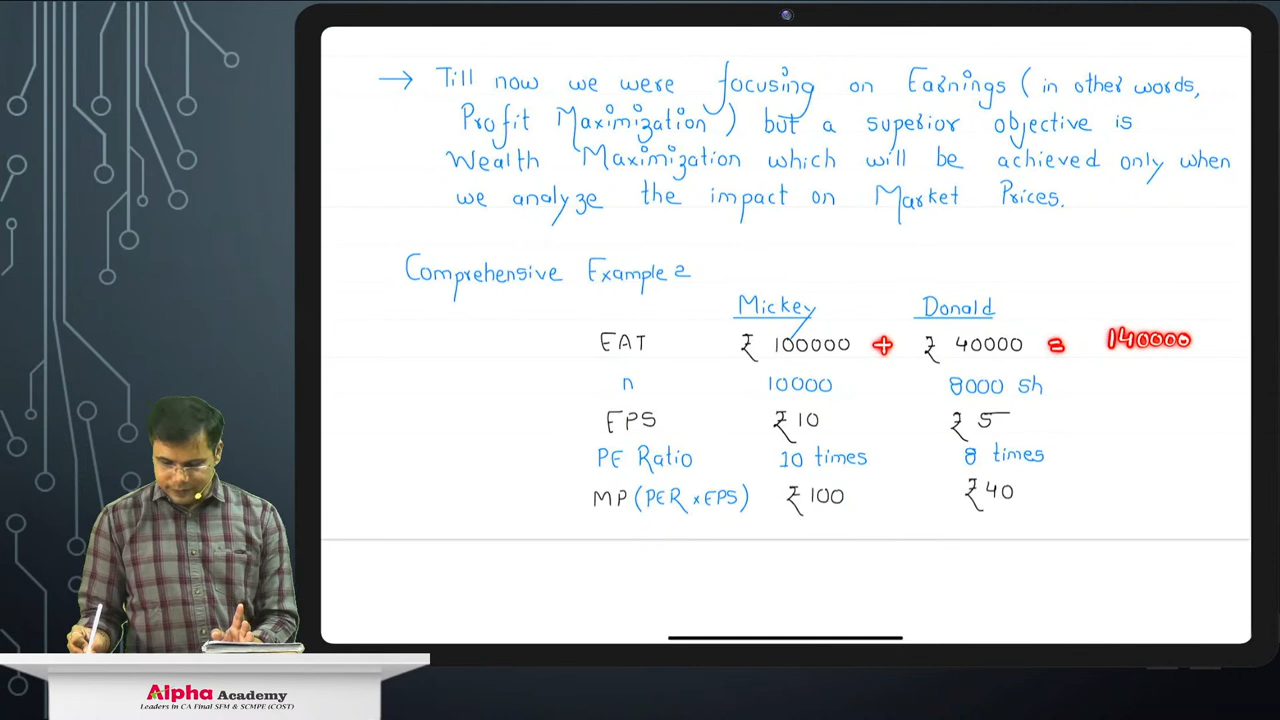 → Till now we were focusing on Earnings (in other words,
Profit Maximization) but a superior objective is
Wealth Maximization which will be achieved only when
we analyze the impact on Market Prices.
Comprehensive Example 2
Mickey Donald
EAT ₹ 100000 + ₹ 40000 = 140000
n 10000 8000 sh
EPS ₹ 10 ₹ 5
PE Ratio 10 times 8 times
MP (PER × EPS) ₹ 100 ₹ 40
Alpha Academy
Leaders in CA Final SFM & SCMPE (COST)